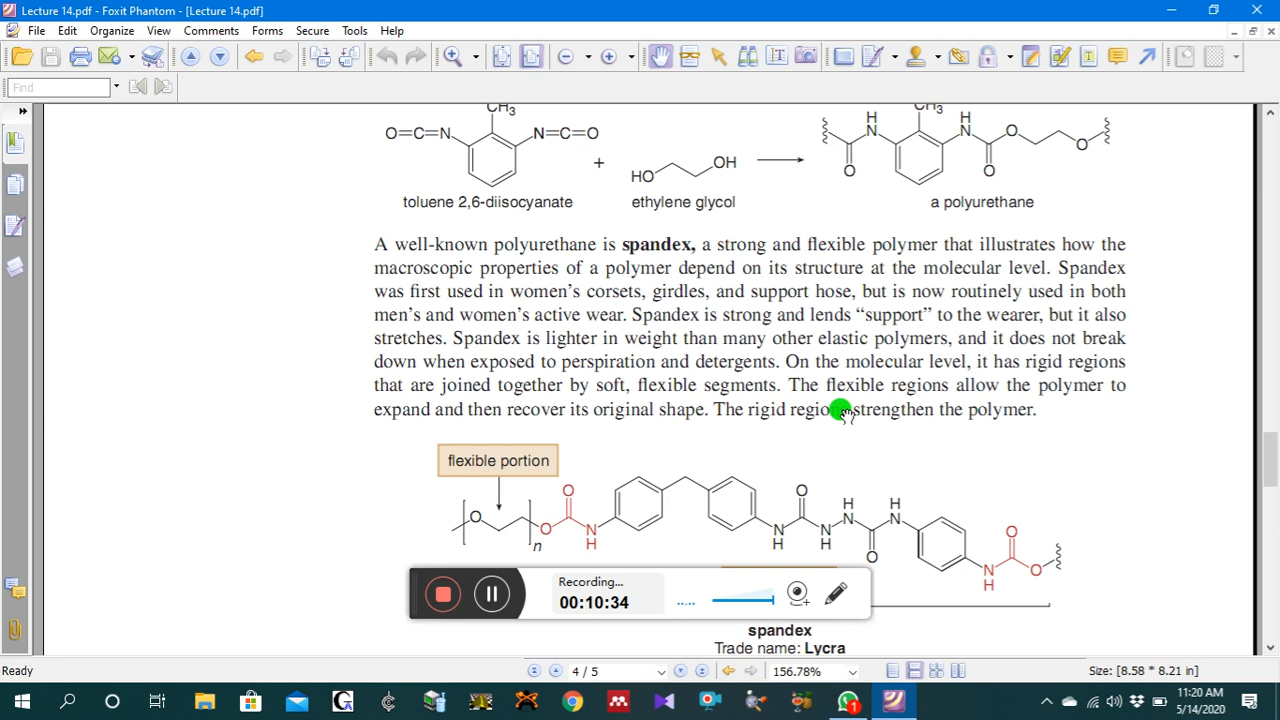 Lecture 14.pdf - Foxit Phantom - [Lecture 14.pdf]
File Edit Organize View Comments Forms Secure Tools Help
Find
CH3 CH3
O=C=N N=C=O + HO OH H N O H N O O O
toluene 2,6-diisocyanate ethylene glycol a polyurethane
A well-known polyurethane is spandex, a strong and flexible polymer that illustrates how the
macroscopic properties of a polymer depend on its structure at the molecular level. Spandex
was first used in women's corsets, girdles, and support hose, but is now routinely used in both
men's and women's active wear. Spandex is strong and lends “support” to the wearer, but it also
stretches. Spandex is lighter in weight than many other elastic polymers, and it does not break
down when exposed to perspiration and detergents. On the molecular level, it has rigid regions
that are joined together by soft, flexible segments. The flexible regions allow the polymer to
expand and then recover its original shape. The rigid strengthen the polymer.
flexible portion
O n O O N H N H O N H H N O H N N H O O
Recording...
00:10:34
spandex
Trade name: Lycra
Ready 4 / 5 156.78% Size: [8.58 * 8.21 in]
1
11:20 AM
5/14/2020